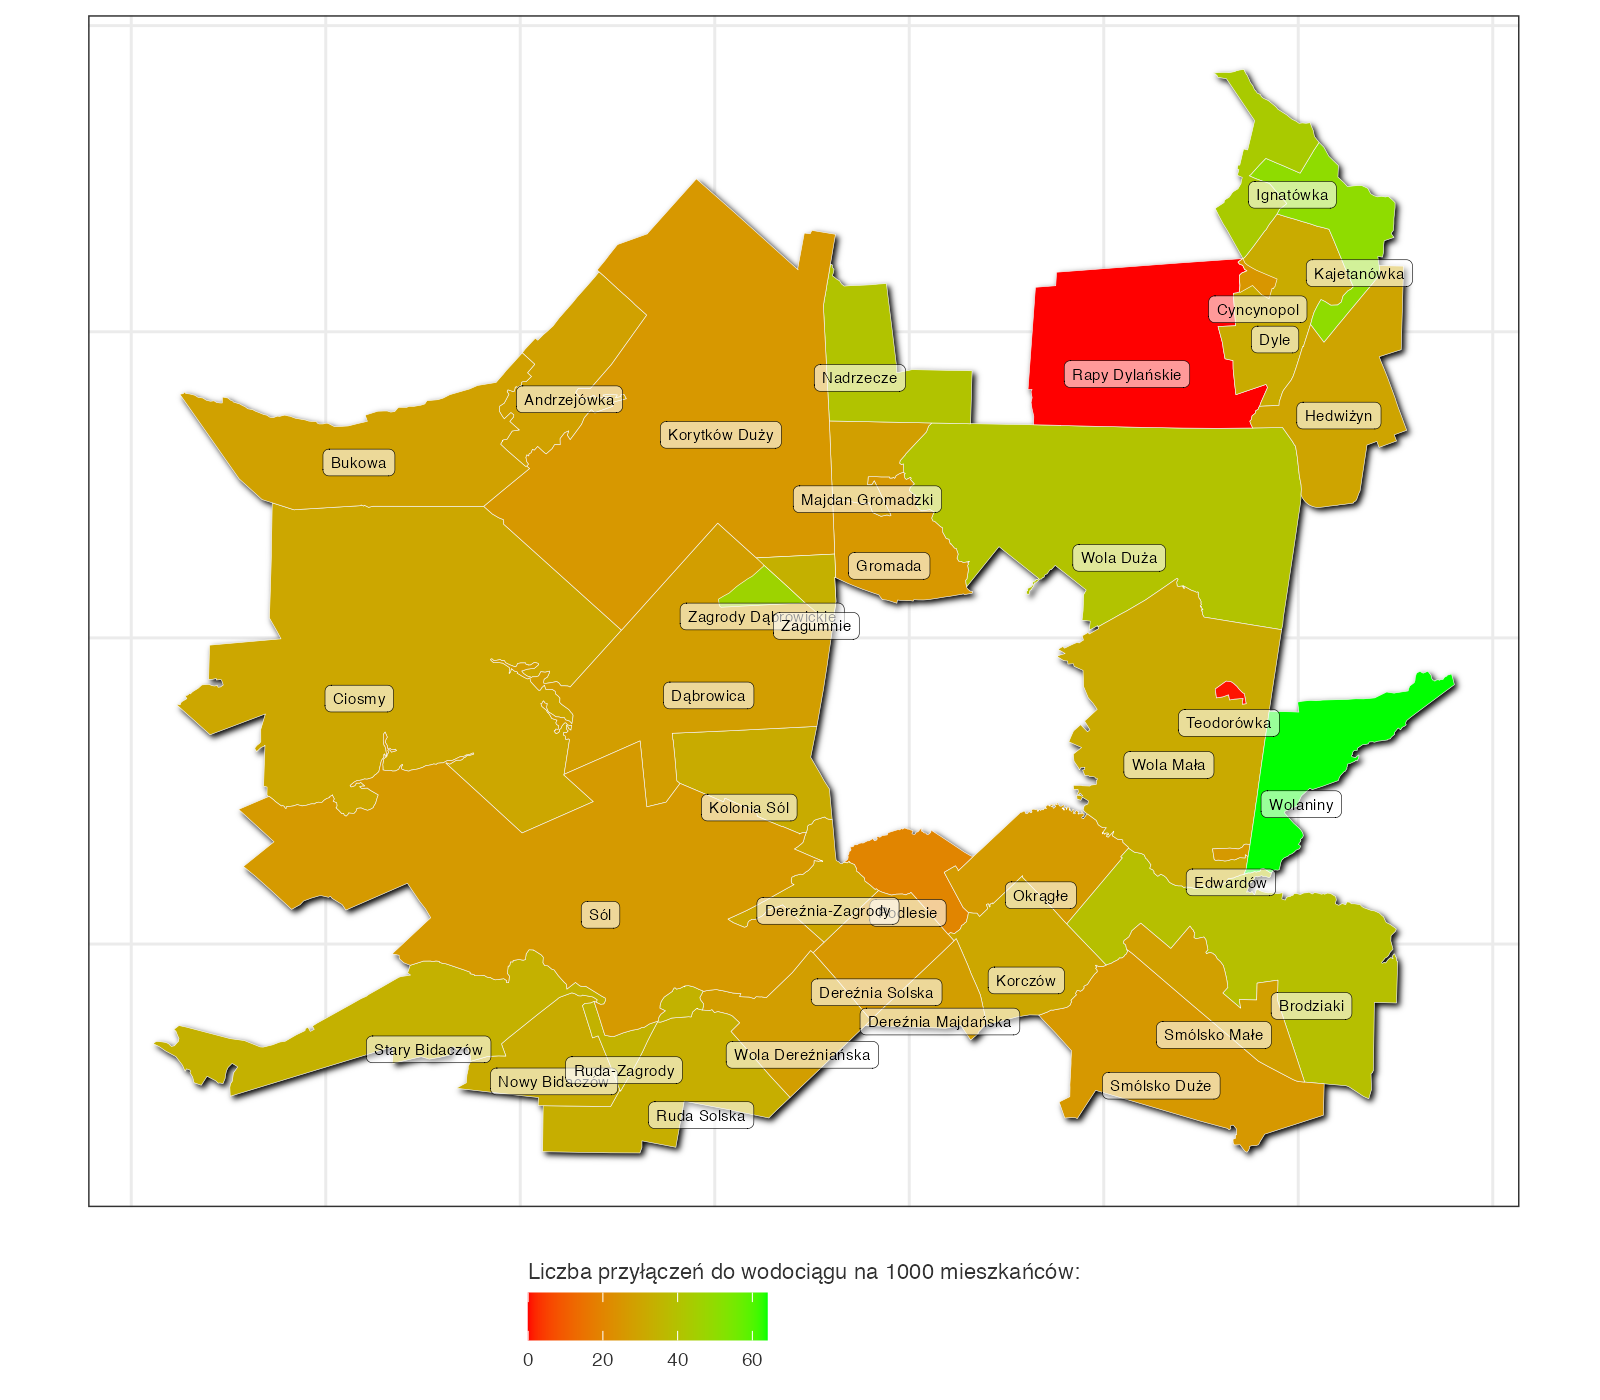 Ignatówka
Kajetanówka
Cyncynopol
Dyle
Rapy Dylańskie
Nadrzecze
Andrzejówka
Hedwiżyn
Korytków Duży
Bukowa
Majdan Gromadzki
Wola Duża
Gromada
Zagrody Dąbrowickie
Zagumnie
Dąbrowica
Ciosmy
Teodorówka
Wola Mała
Wolaniny
Kolonia Sól
Edwardów
Okrągłe
Dereźnia-Zagrody
Podlesie
Sól
Korczów
Dereźnia Solska
Brodziaki
Dereźnia Majdańska
Smólsko Małe
Stary Bidaczów
Wola Dereźniańska
Ruda-Zagrody
Nowy Bidaczów
Smólsko Duże
Ruda Solska
Liczba przyłączeń do wodociągu na 1000 mieszkańców:
0 20 40 60